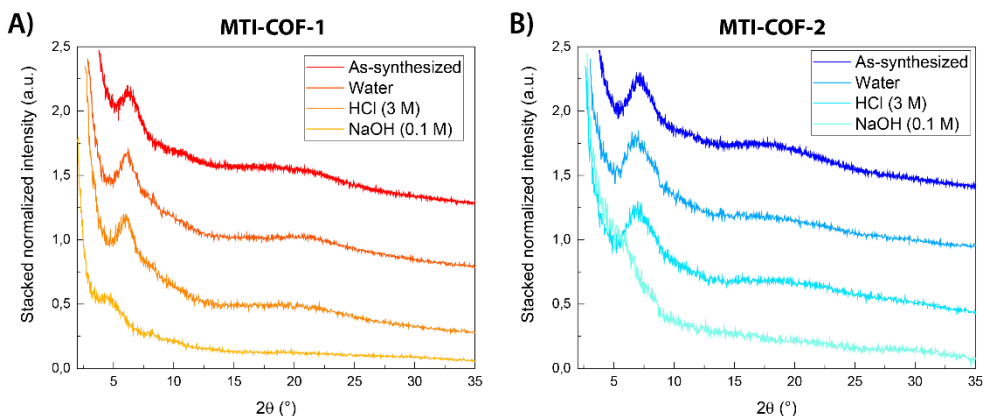 A)
MTI-COF-1
2,5
2,0
1,5
1,0
0,5
0,0
Stacked normalized intensity (a.u.)
As-synthesized
Water
HCl (3 M)
NaOH (0.1 M)
5
10
15
20
25
30
35
2θ (°)
B)
MTI-COF-2
2,5
2,0
1,5
1,0
0,5
0,0
Stacked normalized intensity (a.u.)
As-synthesized
Water
HCl (3 M)
NaOH (0.1 M)
5
10
15
20
25
30
35
2θ (°)